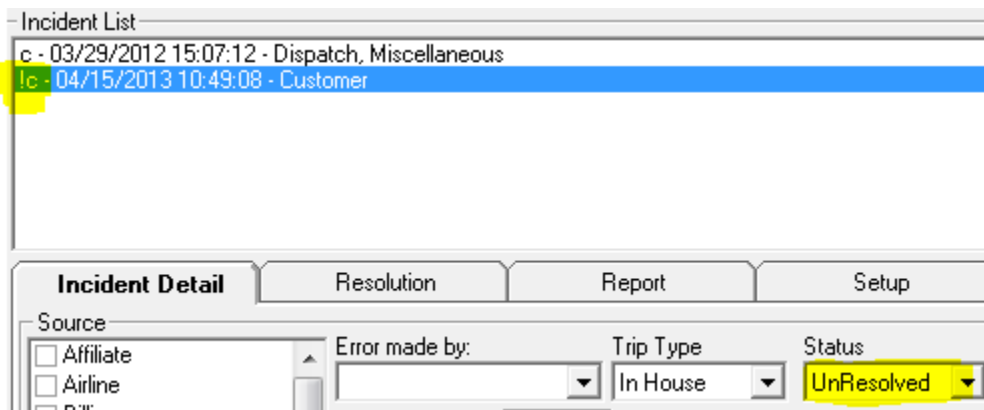 Incident List
c - 03/29/2012 15:07:12 - Dispatch, Miscellaneous
!c - 04/15/2013 10:49:08 - Customer
Incident Detail Resolution Report Setup
Source
Error made by: Trip Type Status
Affiliate
Airline
In House UnResolved